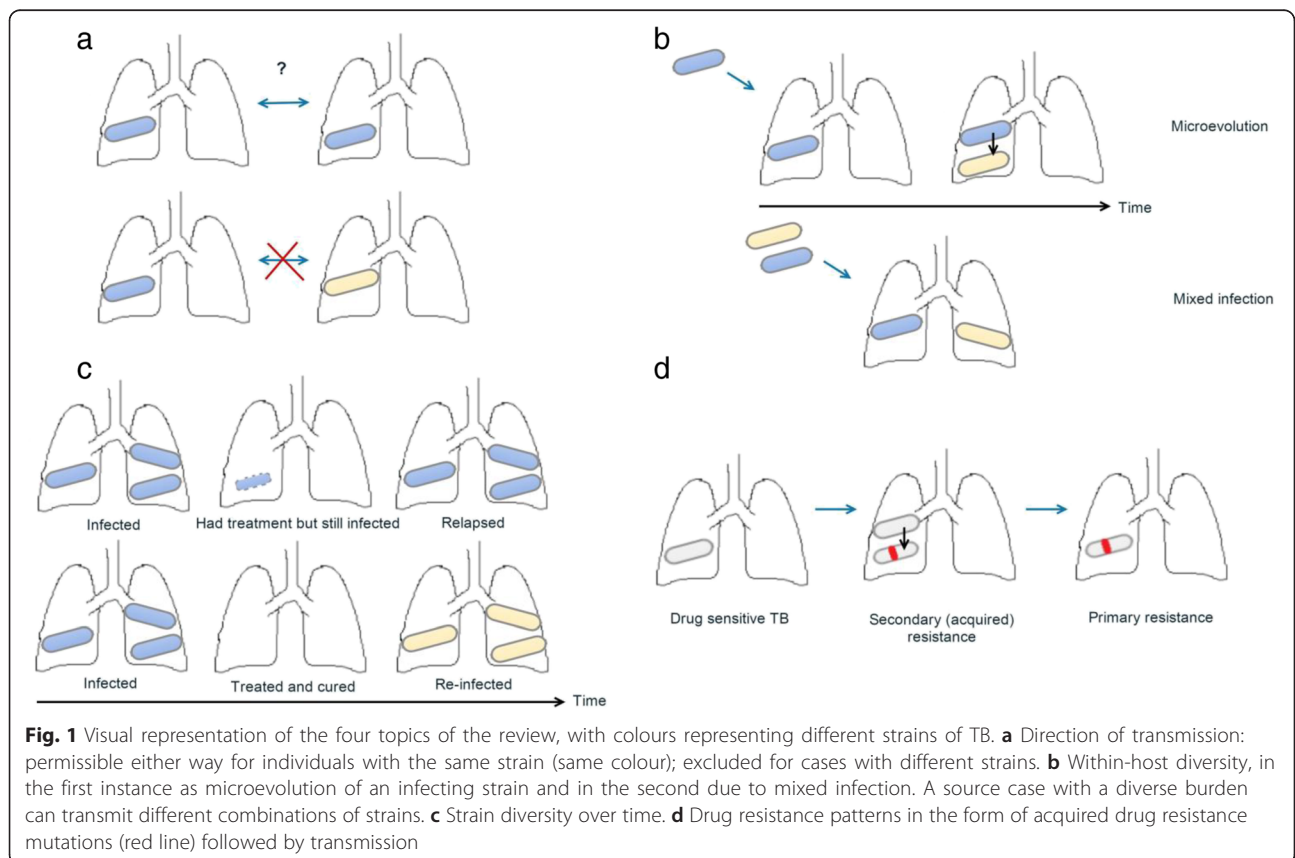 a
?
b
Microevolution
Time
Mixed infection
c
Infected
Had treatment but still infected
Relapsed
Infected
Treated and cured
Re-infected
Time
d
Drug sensitive TB
Secondary (acquired)
resistance
Primary resistance
Fig. 1 Visual representation of the four topics of the review, with colours representing different strains of TB. a Direction of transmission:
permissible either way for individuals with the same strain (same colour); excluded for cases with different strains. b Within-host diversity, in
the first instance as microevolution of an infecting strain and in the second due to mixed infection. A source case with a diverse burden
can transmit different combinations of strains. c Strain diversity over time. d Drug resistance patterns in the form of acquired drug resistance
mutations (red line) followed by transmission